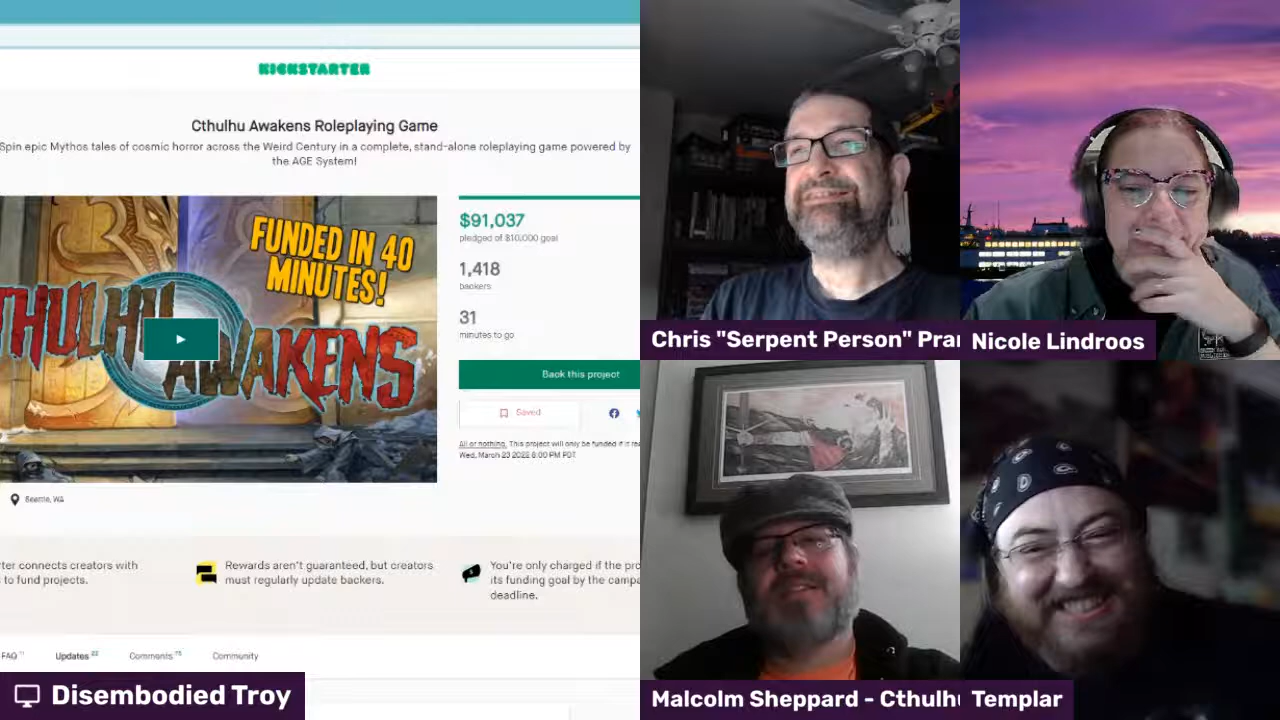 KICKSTARTER
Cthulhu Awakens Roleplaying Game
Spin epic Mythos tales of cosmic horror across the Weird Century in a complete, stand-alone roleplaying game powered by
the AGE System!
FUNDED IN 40
MINUTES!
THULHU
AWAKENS
$91,037
pledged of $10,000 goal
1,418
backers
31
minutes to go
Back this project
Saved
All or nothing. This project will only be funded if it rea
Wed, March 23 2022 8:00 PM PDT
Seattle, WA
ter connects creators with
to fund projects.
Rewards aren't guaranteed, but creators
must regularly update backers.
You're only charged if the pro
its funding goal by the campa
deadline.
FAQ 11
Updates 22
Comments 75
Community
Disembodied Troy
Chris "Serpent Person" Pra
Nicole Lindroos
Malcolm Sheppard - Cthulh
Templar